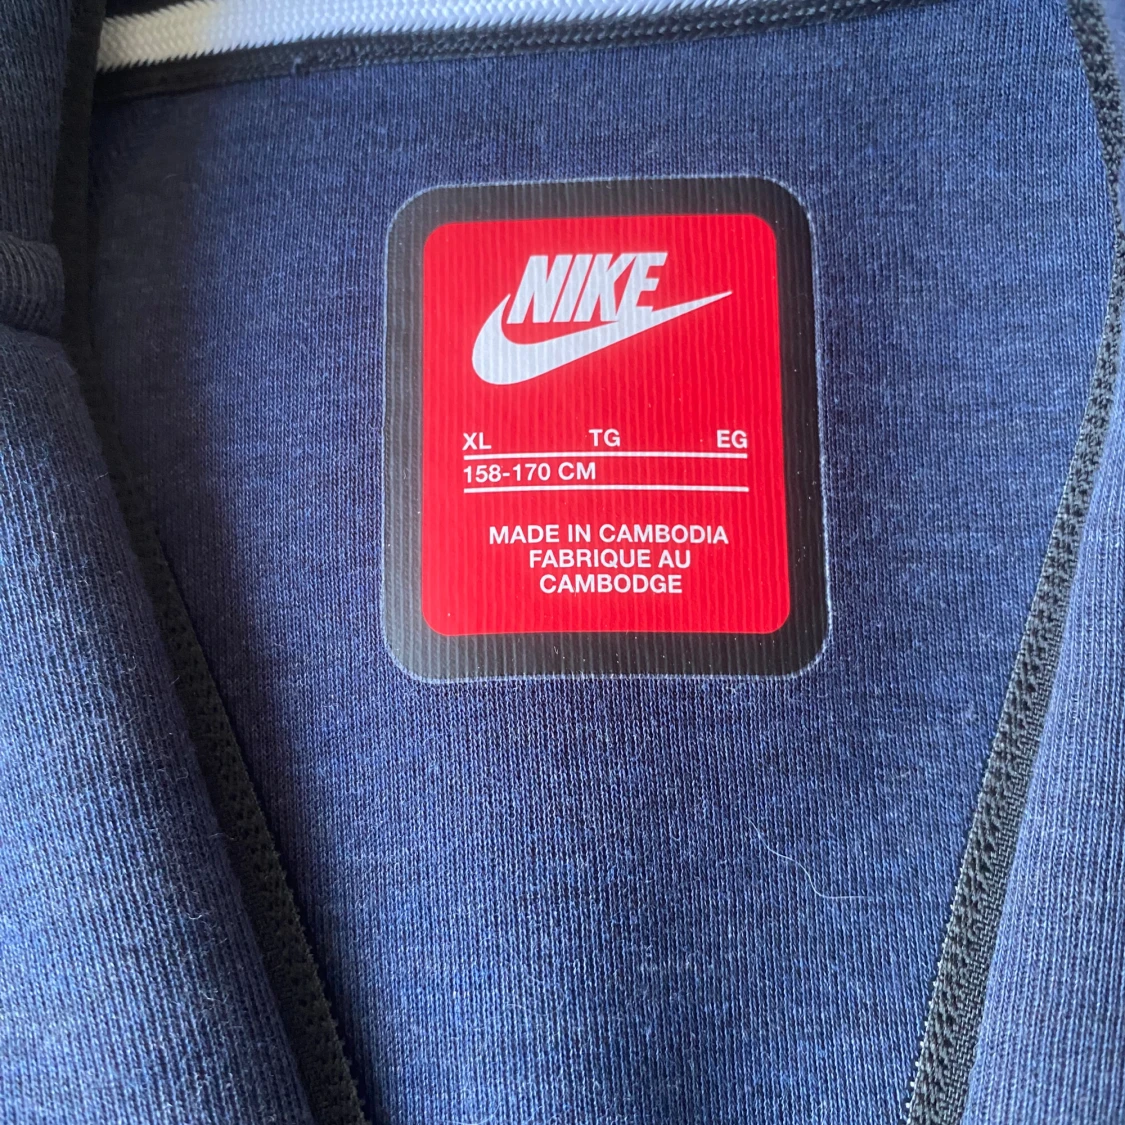 NIKE
XL TG EG
158-170 CM
MADE IN CAMBODIA
FABRIQUE AU
CAMBODGE